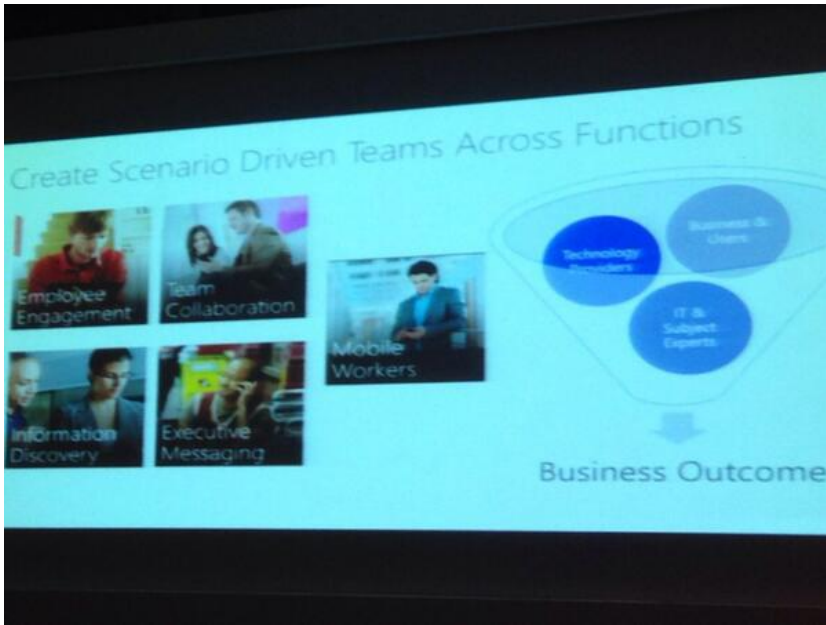 Create Scenario Driven Teams Across Functions
Employee
Engagement
Team
Collaboration
Mobile
Workers
Information
Discovery
Executive
Messaging
Technology
Providers
Business &
Users
IT &
Subject
Experts
Business Outcome